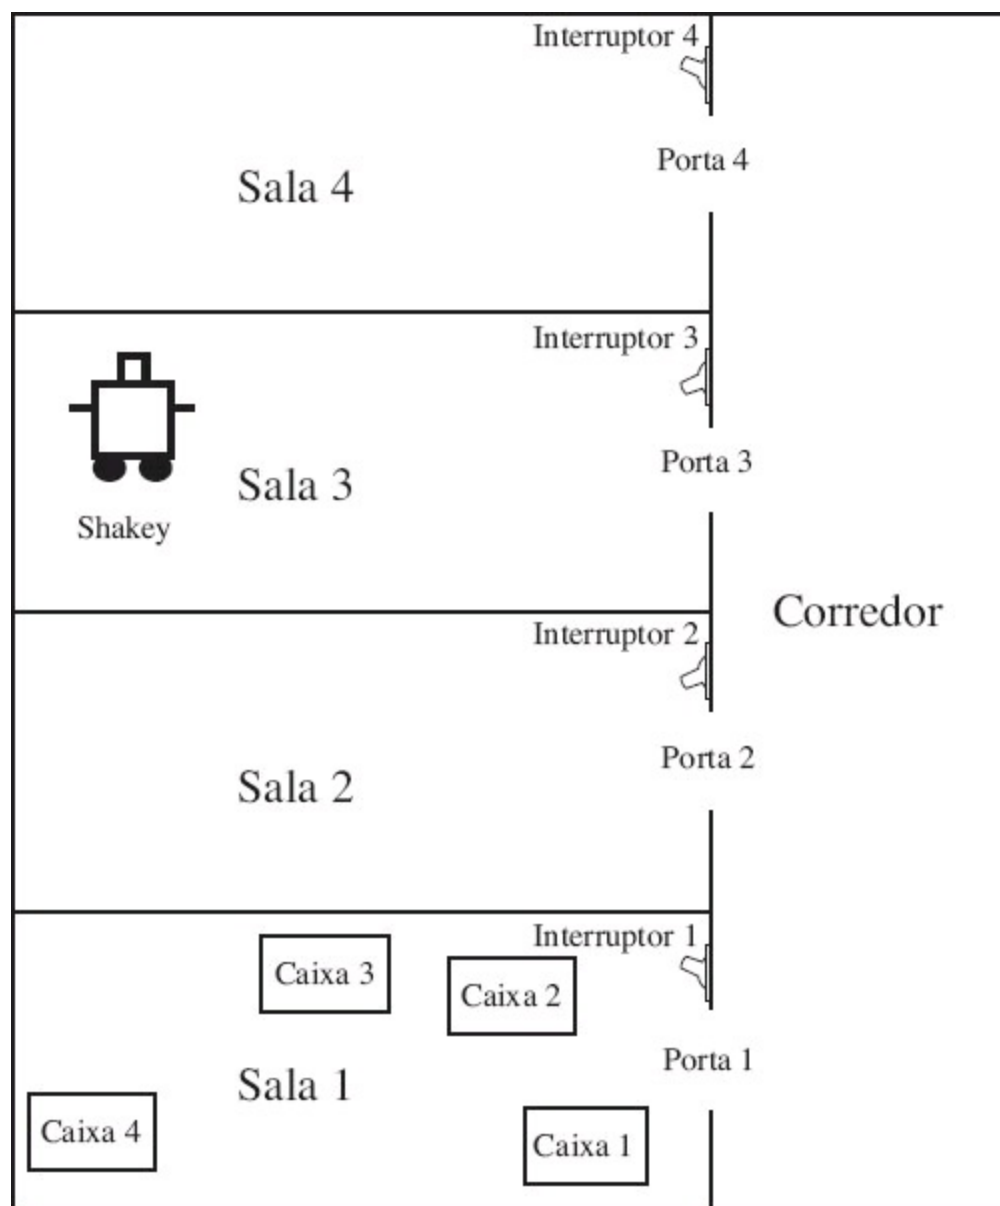 Interruptor 4
Porta 4
Sala 4
Interruptor 3
Porta 3
Sala 3
Shakey
Corredor
Interruptor 2
Porta 2
Sala 2
Interruptor 1
Caixa 3
Caixa 2
Porta 1
Sala 1
Caixa 4
Caixa 1